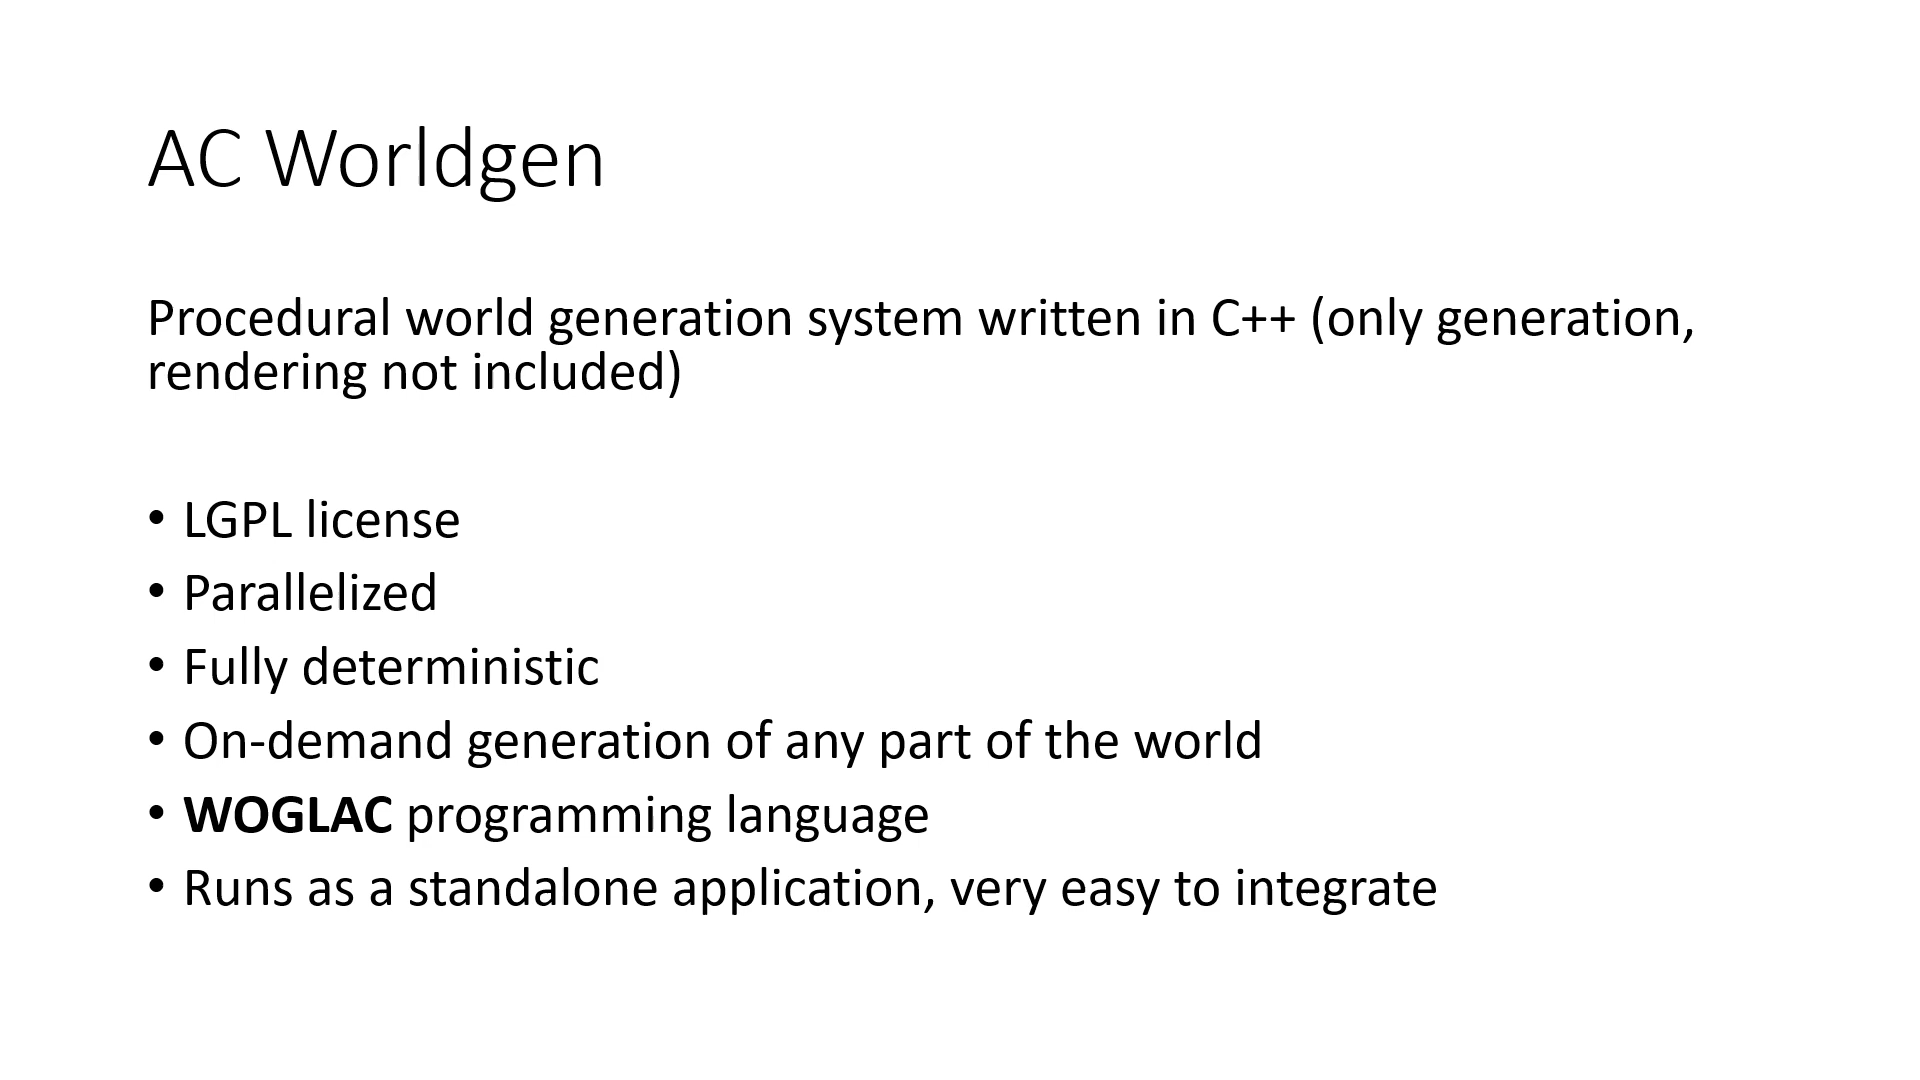 AC Worldgen
Procedural world generation system written in C++ (only generation,
rendering not included)
• LGPL license
• Parallelized
• Fully deterministic
• On-demand generation of any part of the world
• WOGLAC programming language
• Runs as a standalone application, very easy to integrate